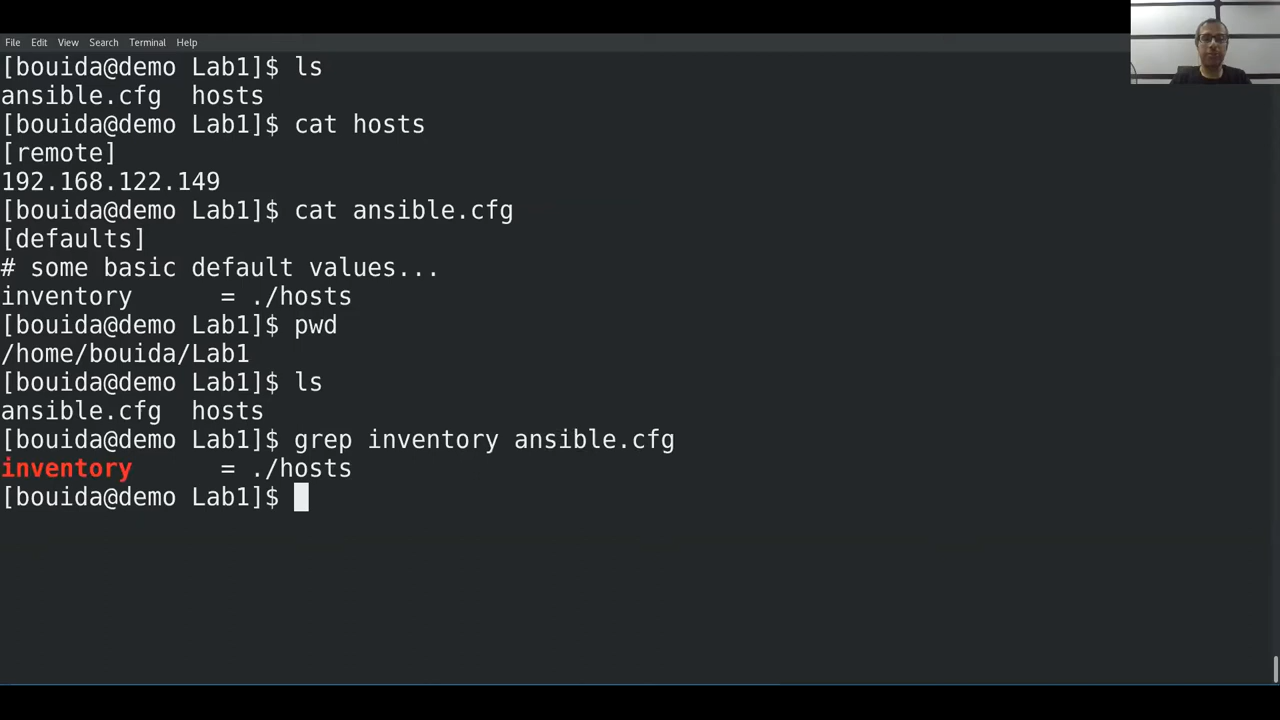 File Edit View Search Terminal Help
[bouida@demo Lab1]$ ls
ansible.cfg  hosts
[bouida@demo Lab1]$ cat hosts
[remote]
192.168.122.149
[bouida@demo Lab1]$ cat ansible.cfg
[defaults]
# some basic default values...
inventory      = ./hosts
[bouida@demo Lab1]$ pwd
/home/bouida/Lab1
[bouida@demo Lab1]$ ls
ansible.cfg  hosts
[bouida@demo Lab1]$ grep inventory ansible.cfg
inventory      = ./hosts
[bouida@demo Lab1]$